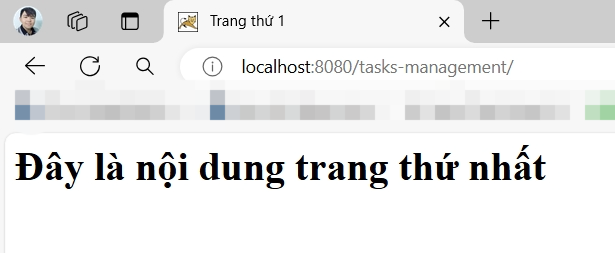 Trang thứ 1
localhost:8080/tasks-management/
Đây là nội dung trang thứ nhất